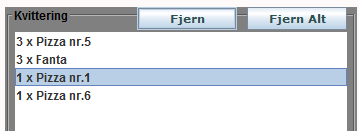 Kvittering Fjern Fjern Alt
3 x Pizza nr.5
3 x Fanta
1 x Pizza nr.1
1 x Pizza nr.6